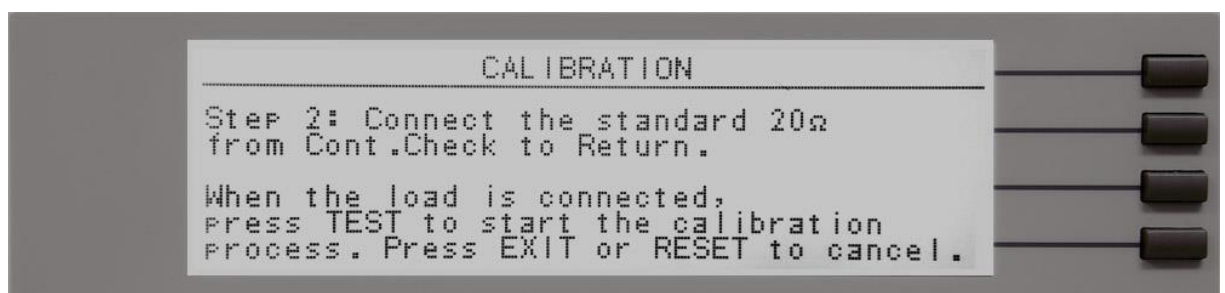 CALIBRATION
Step 2: Connect the standard 20Ω
from Cont.Check to Return.
When the load is connected,
press TEST to start the calibration
process. Press EXIT or RESET to cancel.